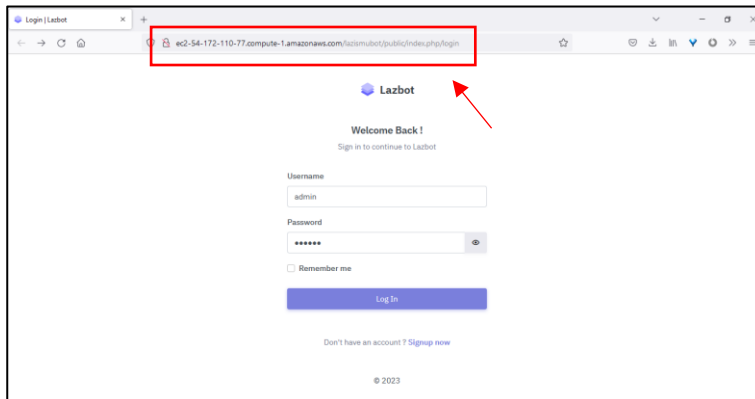 Login | Lazbot
ec2-54-172-110-77.compute-1.amazonaws.com/lazismubot/public/index.php/login
Lazbot
Welcome Back !
Sign in to continue to Lazbot
Username
admin
Password
Remember me
Log In
Don't have an account ? Signup now
© 2023